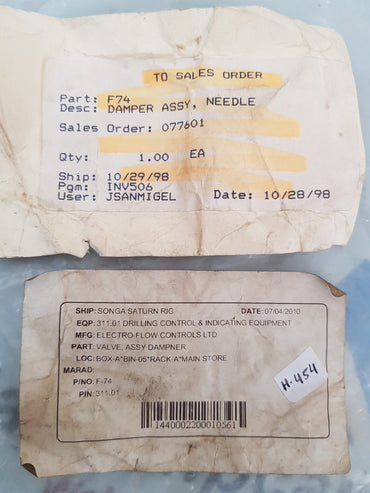 TO SALES ORDER
Part: F74
Desc: DAMPER ASSY, NEEDLE
Sales Order: 077601
Qty: 1.00 EA
Ship: 10/29/98
Pgm: INV506
User: JSANMIGEL Date: 10/28/98
SHIP: SONGA SATURN RIG DATE: 07/04/2010
EQP: 311.01 DRILLING CONTROL & INDICATING EQUIPMENT
MFG: ELECTRO-FLOW CONTROLS LTD
PART: VALVE, ASSY DAMPNER
LOC: BOX-A*BIN-05*RACK-A*MAIN STORE
MARAD:
P/NO: F-74
PIN: 311.01
H.454
1440002200010561